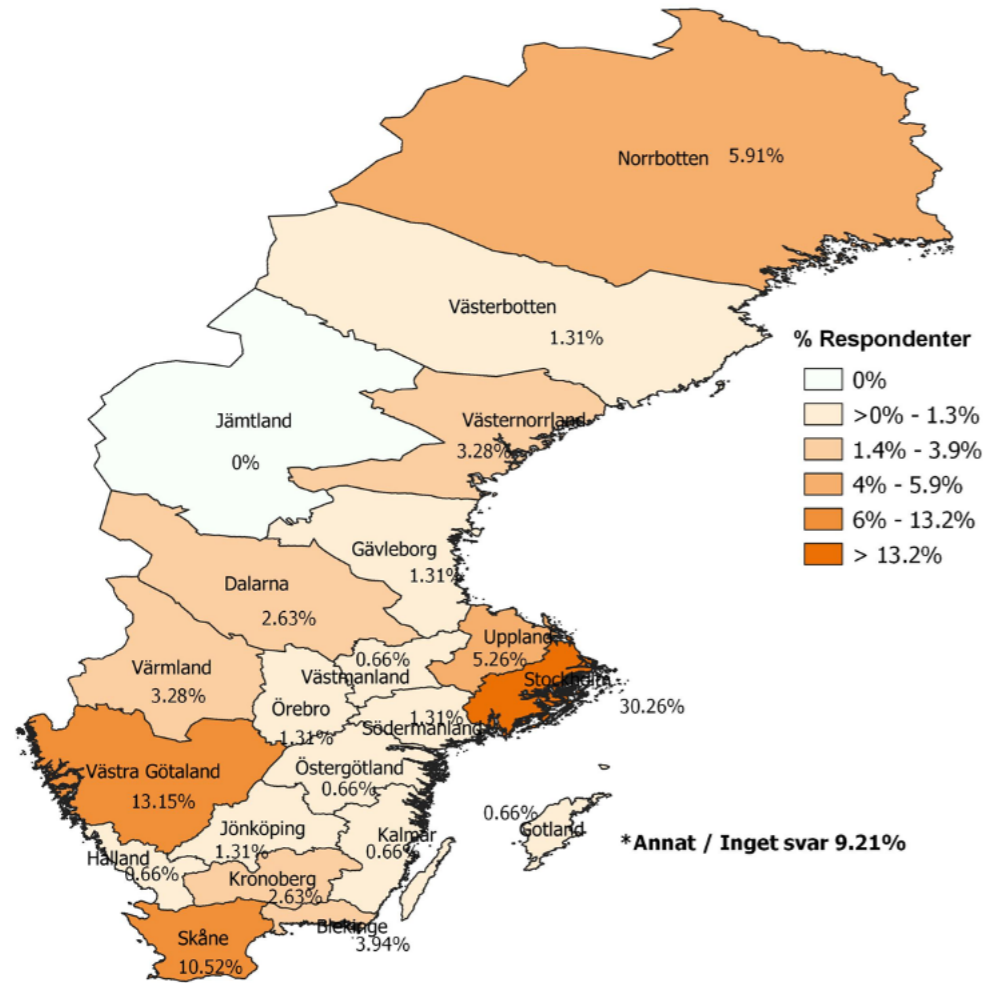 Norrbotten 5.91%
Västerbotten
1.31%
% Respondenter
0%
>0% - 1.3%
1.4% - 3.9%
4% - 5.9%
6% - 13.2%
> 13.2%
Jämtland
0%
Västernorrland
3.28%
Gävleborg
1.31%
Dalarna
2.63%
Uppland
5.26%
Värmland
3.28%
0.66%
Västmanland
Stockholm
30.26%
Örebro
1.31%
1.31%
Södermanland
Västra Götaland
13.15%
Östergötland
0.66%
Jönköping
1.31%
Kalmar
0.66%
0.66%
Gotland
*Annat / Inget svar 9.21%
Halland
0.66%
Kronoberg
2.63%
Blekinge
3.94%
Skåne
10.52%